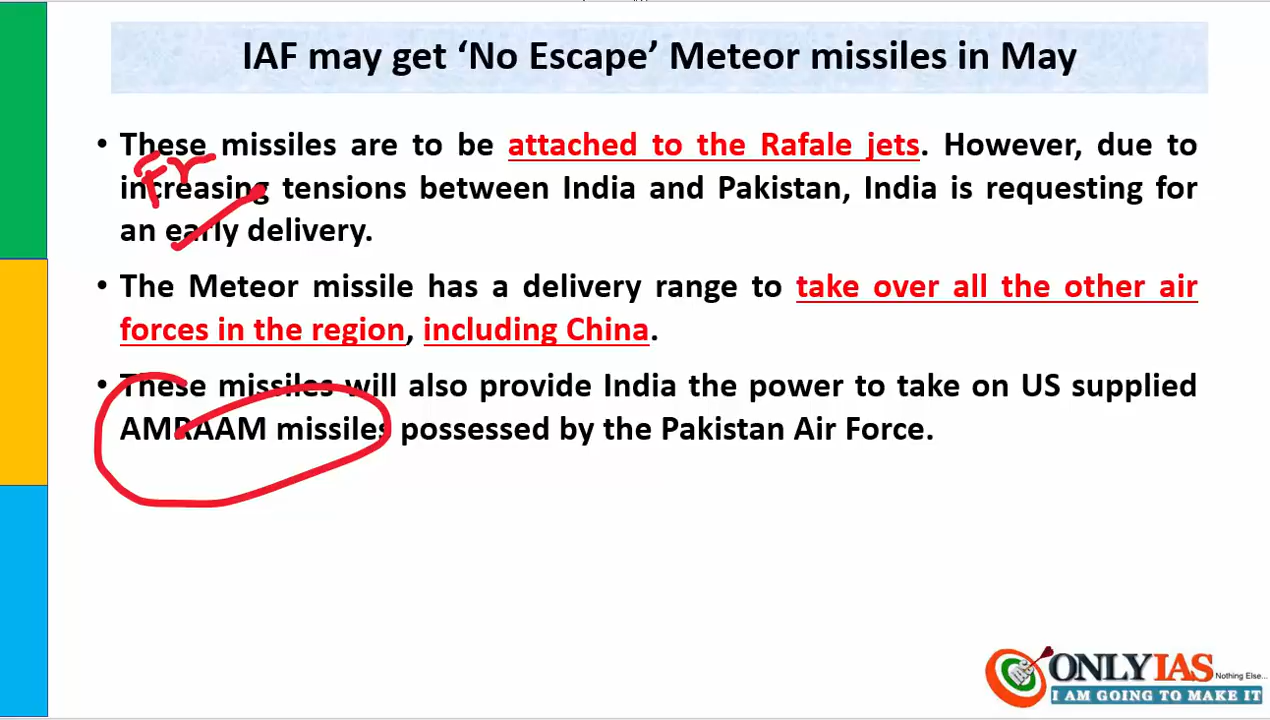 IAF may get ‘No Escape’ Meteor missiles in May
• These missiles are to be attached to the Rafale jets. However, due to
Fr
increasing tensions between India and Pakistan, India is requesting for
an early delivery.
• The Meteor missile has a delivery range to take over all the other air
forces in the region, including China.
• These missiles will also provide India the power to take on US supplied
AMRAAM missiles possessed by the Pakistan Air Force.
ONLYIAS
Nothing Else...
I AM GOING TO MAKE IT